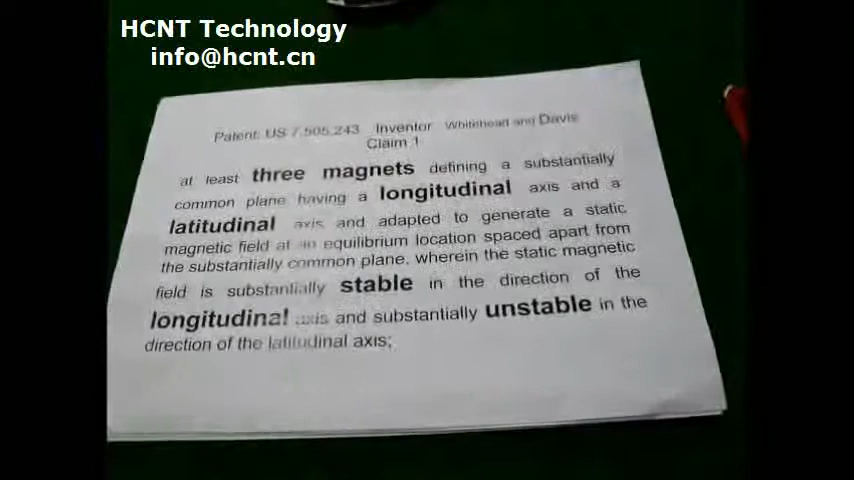 HCNT Technology
info@hcnt.cn
Patent: US 7,505,243 Inventor Whitehead and Davis
Claim 1
at least three magnets defining a substantially
common plane having a longitudinal axis and a
latitudinal axis and adapted to generate a static
magnetic field at an equilibrium location spaced apart from
the substantially common plane, wherein the static magnetic
field is substantially stable in the direction of the
longitudinal axis and substantially unstable in the
direction of the latitudinal axis;